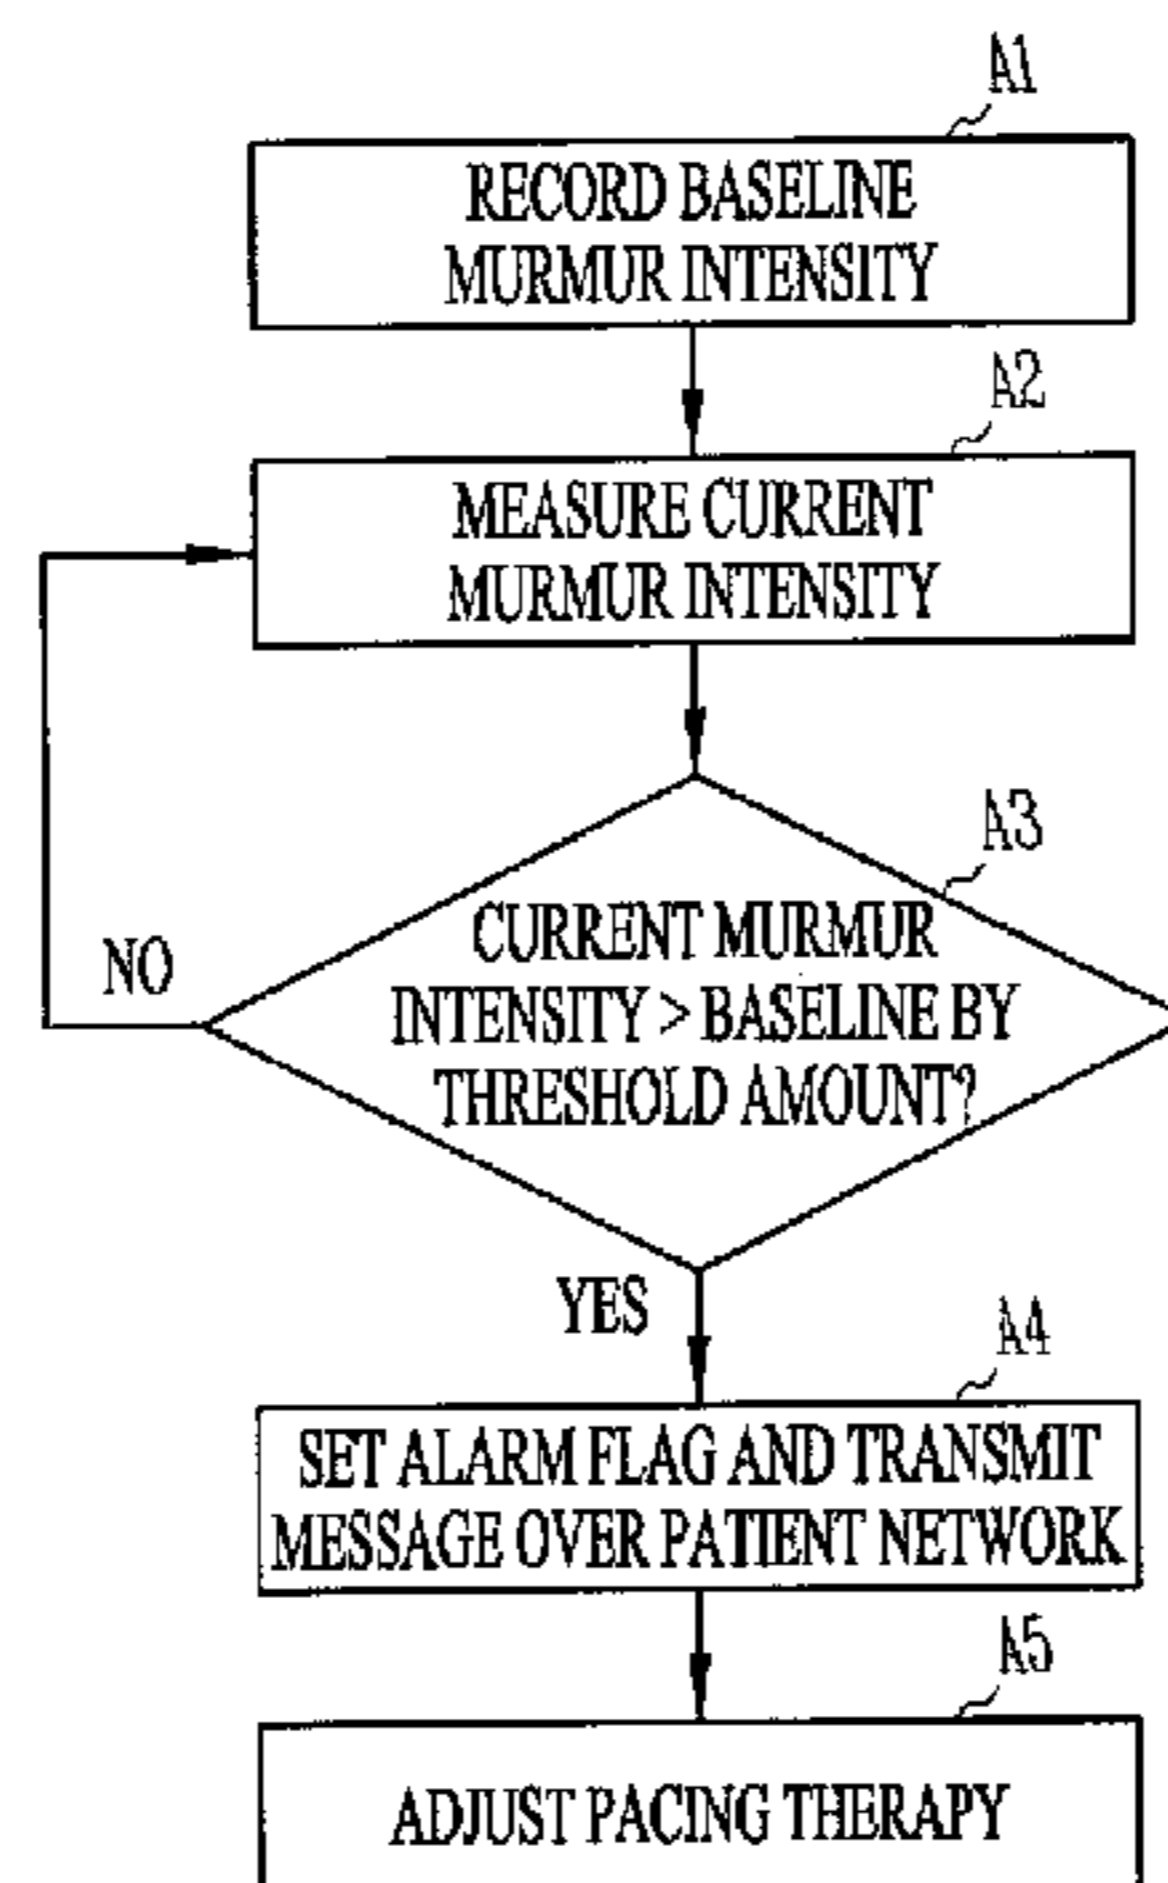 A1
RECORD BASELINE
MURMUR INTENSITY
A2
MEASURE CURRENT
MURMUR INTENSITY
A3
CURRENT MURMUR
INTENSITY > BASELINE BY
THRESHOLD AMOUNT?
NO
YES
A4
SET ALARM FLAG AND TRANSMIT
MESSAGE OVER PATIENT NETWORK
A5
ADJUST PACING THERAPY